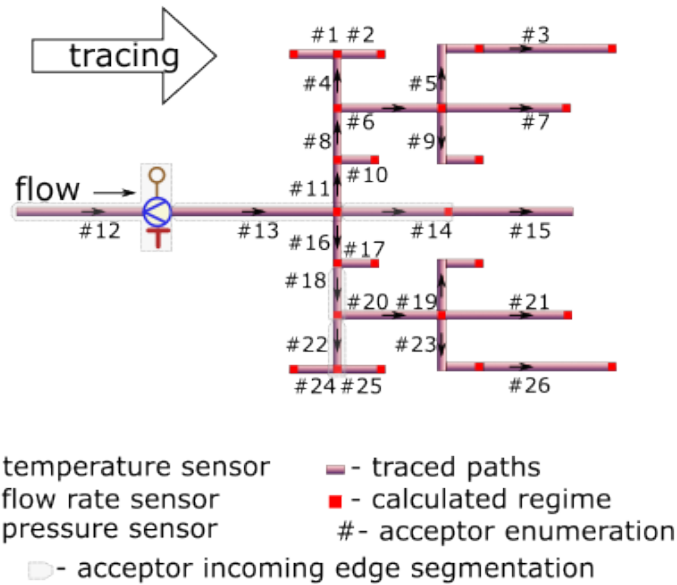 tracing
#1 #2
#3
#4
#5
#6
#7
#8
#9
#10
flow
#11
#12
#13
#14
#15
#16
#17
#18
#20 #19
#21
#22
#23
#24 #25
#26
temperature sensor
- traced paths
flow rate sensor
- calculated regime
pressure sensor
#- acceptor enumeration
- acceptor incoming edge segmentation